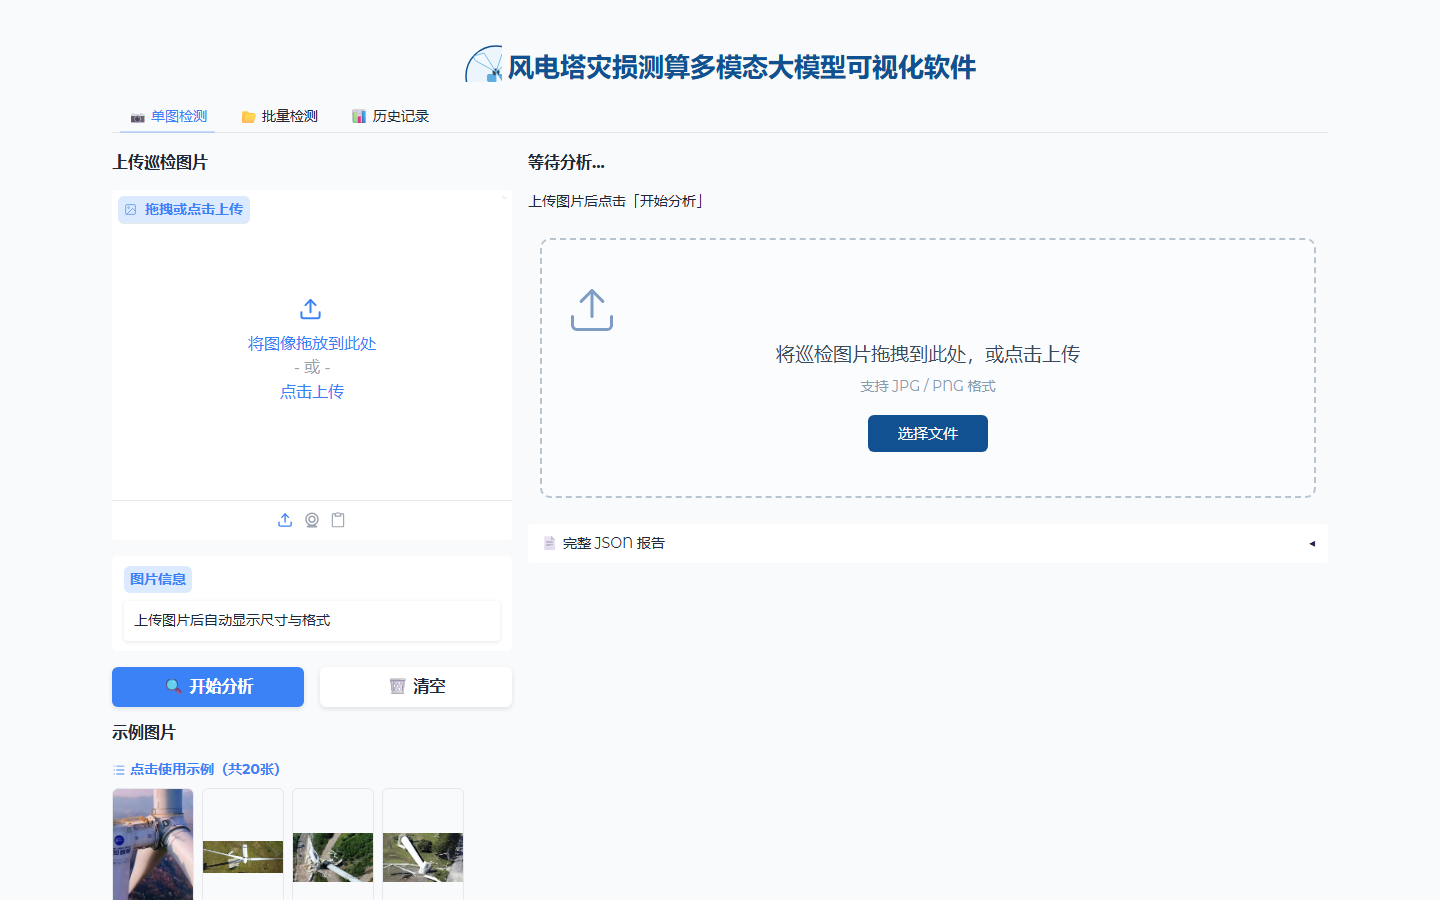 风电塔灾损测算多模态大模型可视化软件
单图检测
批量检测
历史记录
上传巡检图片
拖拽或点击上传
将图像拖放到此处
- 或 -
点击上传
图片信息
上传图片后自动显示尺寸与格式
开始分析
清空
示例图片
点击使用示例（共20张）
等待分析...
上传图片后点击「开始分析」
将巡检图片拖拽到此处，或点击上传
支持 JPG / PNG 格式
选择文件
完整 JSON 报告